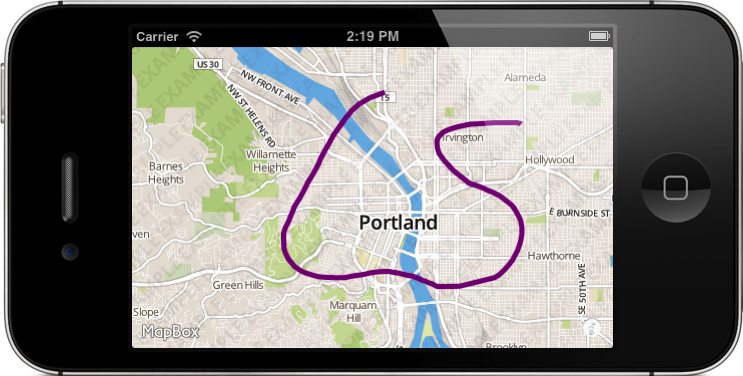 Carrier
2:19 PM
US 30
NW FRONT AVE
NW ST. HELENS RD
15
Alameda
Irvington
Hollywood
Barnes
Heights
Willamette
Heights
Portland
E BURNSIDE ST
ven
Hawthorne
Green Hills
SE 50TH AVE
Slope
Marquam
Hill
MapBox
Brooklyn
EXAMPLE